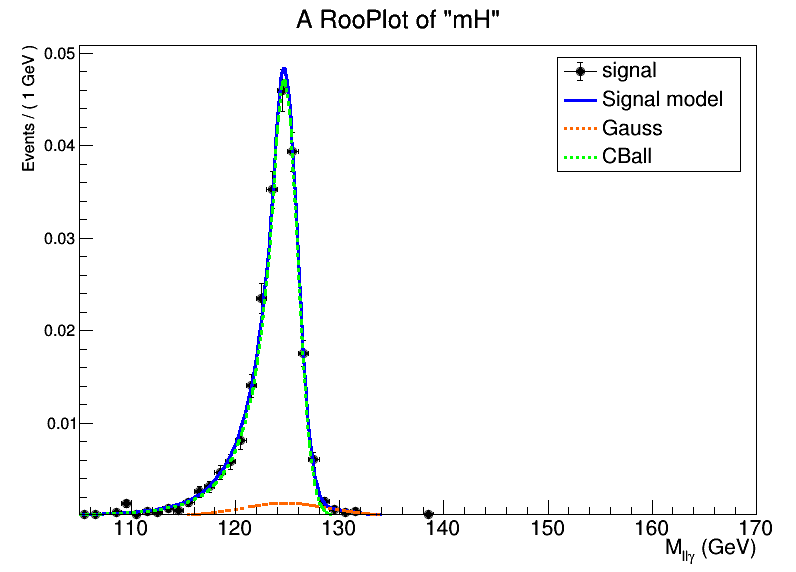 A RooPlot of "mH"
Events / ( 1 GeV )
0.05
0.04
0.03
0.02
0.01
signal
Signal model
Gauss
CBall
110 120 130 140 150 160 170
M_llγ (GeV)